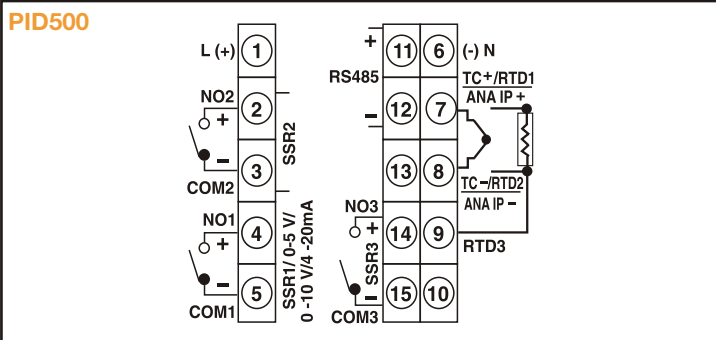 PID500
L (+) 1
NO2 2
+
SSR2
−
3
COM2
NO1 4
+
SSR1/ 0-5 V/
0 -10 V/4 -20mA
−
5
COM1
+ 11 6 (-) N
RS485
− 12 7
TC+/RTD1
ANA IP +
13 8
TC−/RTD2
ANA IP −
NO3
+ 14 9 RTD3
SSR3
− 15 10
COM3